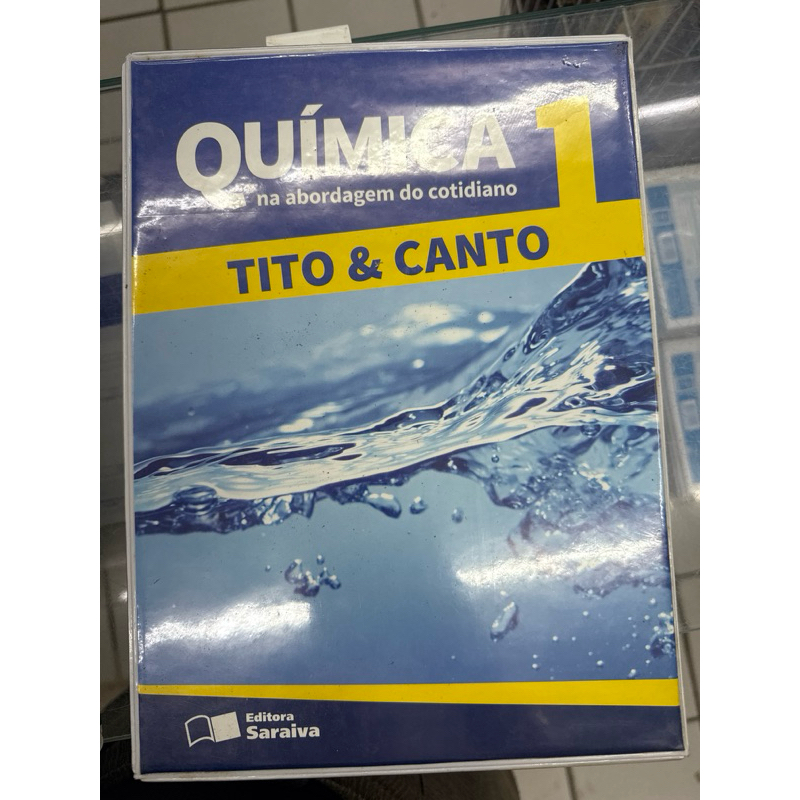 QUÍMICA 1
na abordagem do cotidiano
TITO & CANTO
Editora
Saraiva